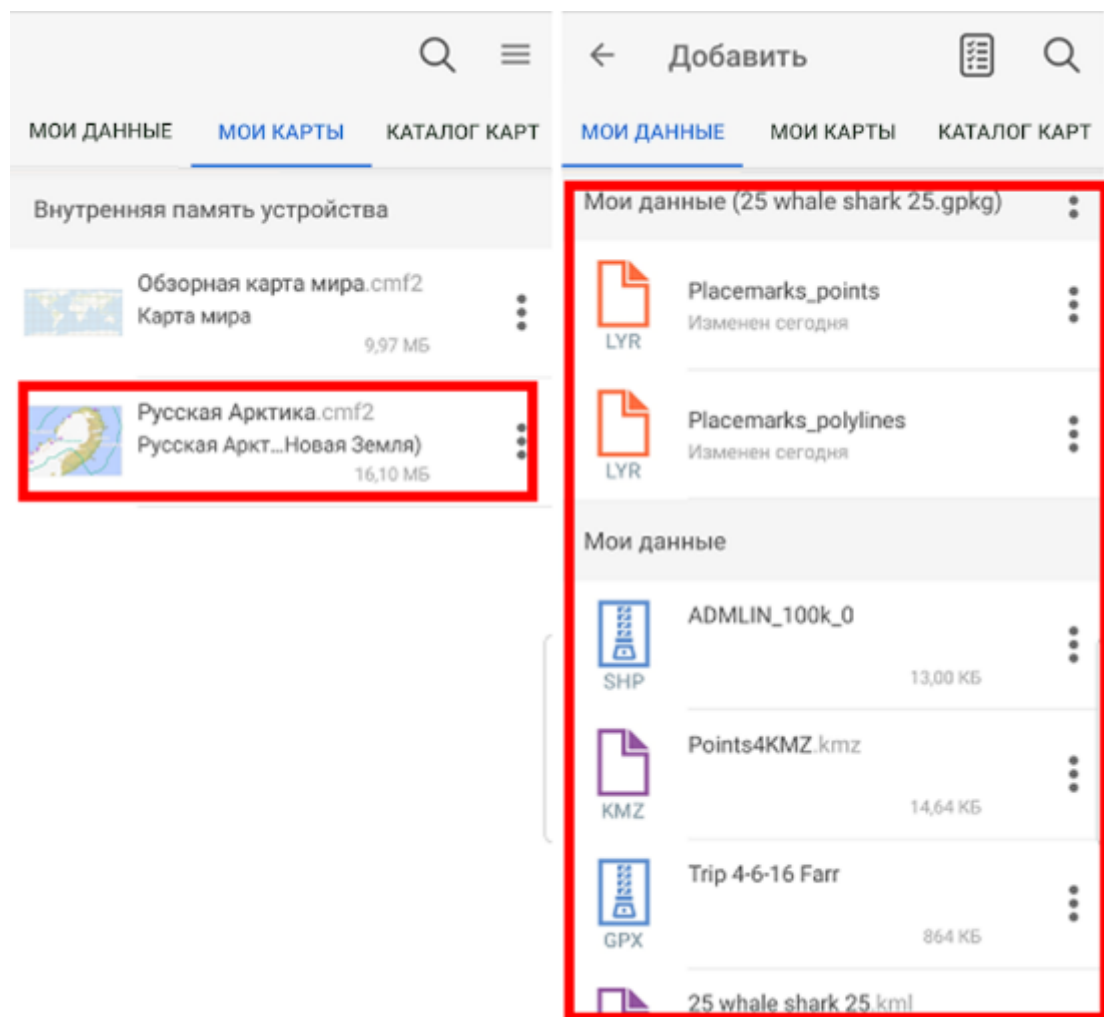 МОИ ДАННЫЕ МОИ КАРТЫ КАТАЛОГ КАРТ
Внутренняя память устройства
Обзорная карта мира.cmf2
Карта мира
9,97 МБ
Русская Арктика.cmf2
Русская Аркт...Новая Земля)
16,10 МБ
Добавить
МОИ ДАННЫЕ МОИ КАРТЫ КАТАЛОГ КАРТ
Мои данные (25 whale shark 25.gpkg)
Placemarks_points
Изменен сегодня
LYR
Placemarks_polylines
Изменен сегодня
LYR
Мои данные
ADMLIN_100k_0
SHP
13,00 КБ
Points4KMZ.kmz
KMZ
14,64 КБ
Trip 4-6-16 Farr
GPX
864 КБ
25 whale shark 25.kml